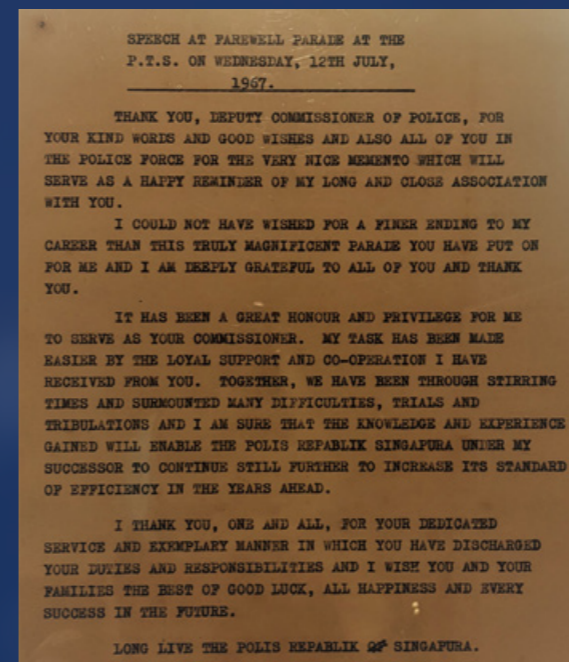 SPEECH AT FAREWELL PARADE AT THE
P.T.S. ON WEDNESDAY, 12TH JULY,
1967.
THANK YOU, DEPUTY COMMISSIONER OF POLICE, FOR
YOUR KIND WORDS AND GOOD WISHES AND ALSO ALL OF YOU IN
THE POLICE FORCE FOR THE VERY NICE MEMENTO WHICH WILL
SERVE AS A HAPPY REMINDER OF MY LONG AND CLOSE ASSOCIATION
WITH YOU.
I COULD NOT HAVE WISHED FOR A FINER ENDING TO MY
CAREER THAN THIS TRULY MAGNIFICENT PARADE YOU HAVE PUT ON
FOR ME AND I AM DEEPLY GRATEFUL TO ALL OF YOU AND THANK
YOU.
IT HAS BEEN A GREAT HONOUR AND PRIVILEGE FOR ME
TO SERVE AS YOUR COMMISSIONER. MY TASK HAS BEEN MADE
EASIER BY THE LOYAL SUPPORT AND CO-OPERATION I HAVE
RECEIVED FROM YOU. TOGETHER, WE HAVE BEEN THROUGH STIRRING
TIMES AND SURMOUNTED MANY DIFFICULTIES, TRIALS AND
TRIBULATIONS AND I AM SURE THAT THE KNOWLEDGE AND EXPERIENCE
GAINED WILL ENABLE THE POLIS REPABLIK SINGAPURA UNDER MY
SUCCESSOR TO CONTINUE STILL FURTHER TO INCREASE ITS STANDARD
OF EFFICIENCY IN THE YEARS AHEAD.
I THANK YOU, ONE AND ALL, FOR YOUR DEDICATED
SERVICE AND EXEMPLARY MANNER IN WHICH YOU HAVE DISCHARGED
YOUR DUTIES AND RESPONSIBILITIES AND I WISH YOU AND YOUR
FAMILIES THE BEST OF GOOD LUCK, ALL HAPPINESS AND EVERY
SUCCESS IN THE FUTURE.
LONG LIVE THE POLIS REPABLIK OF SINGAPURA.